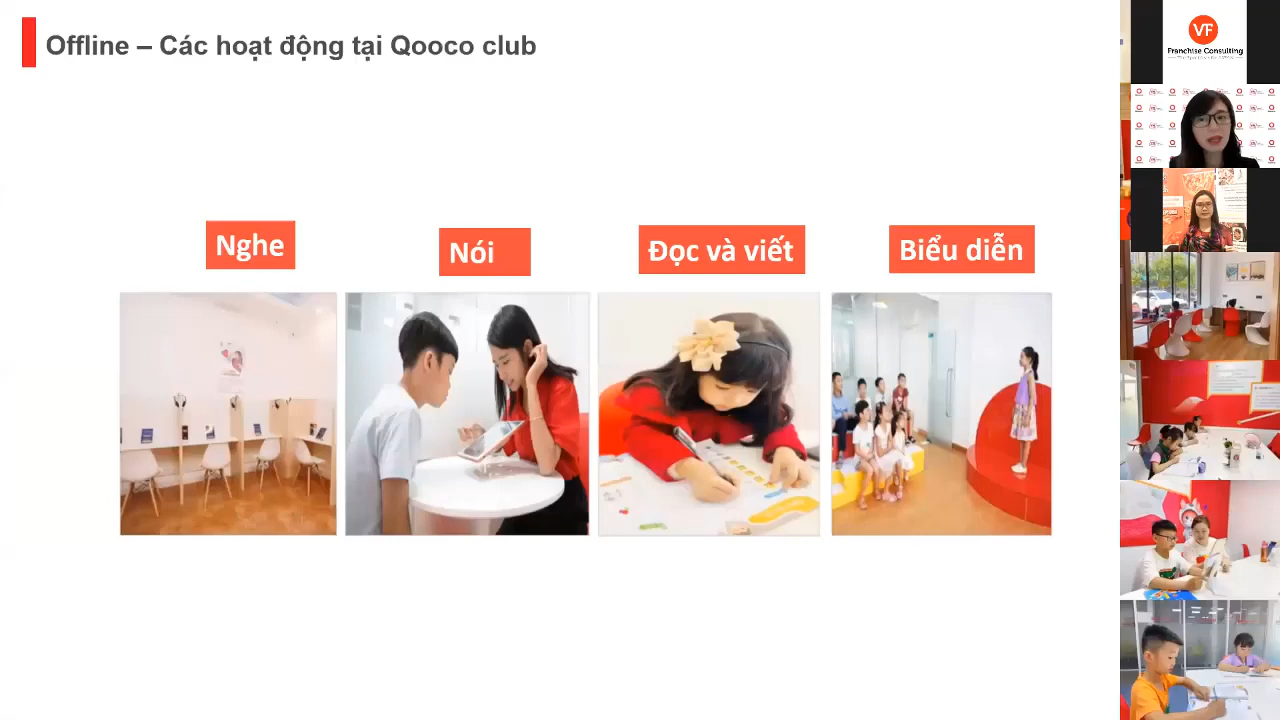 Offline – Các hoạt động tại Qooco club
Nghe
Nói
Đọc và viết
Biểu diễn
VF
Franchise Consulting